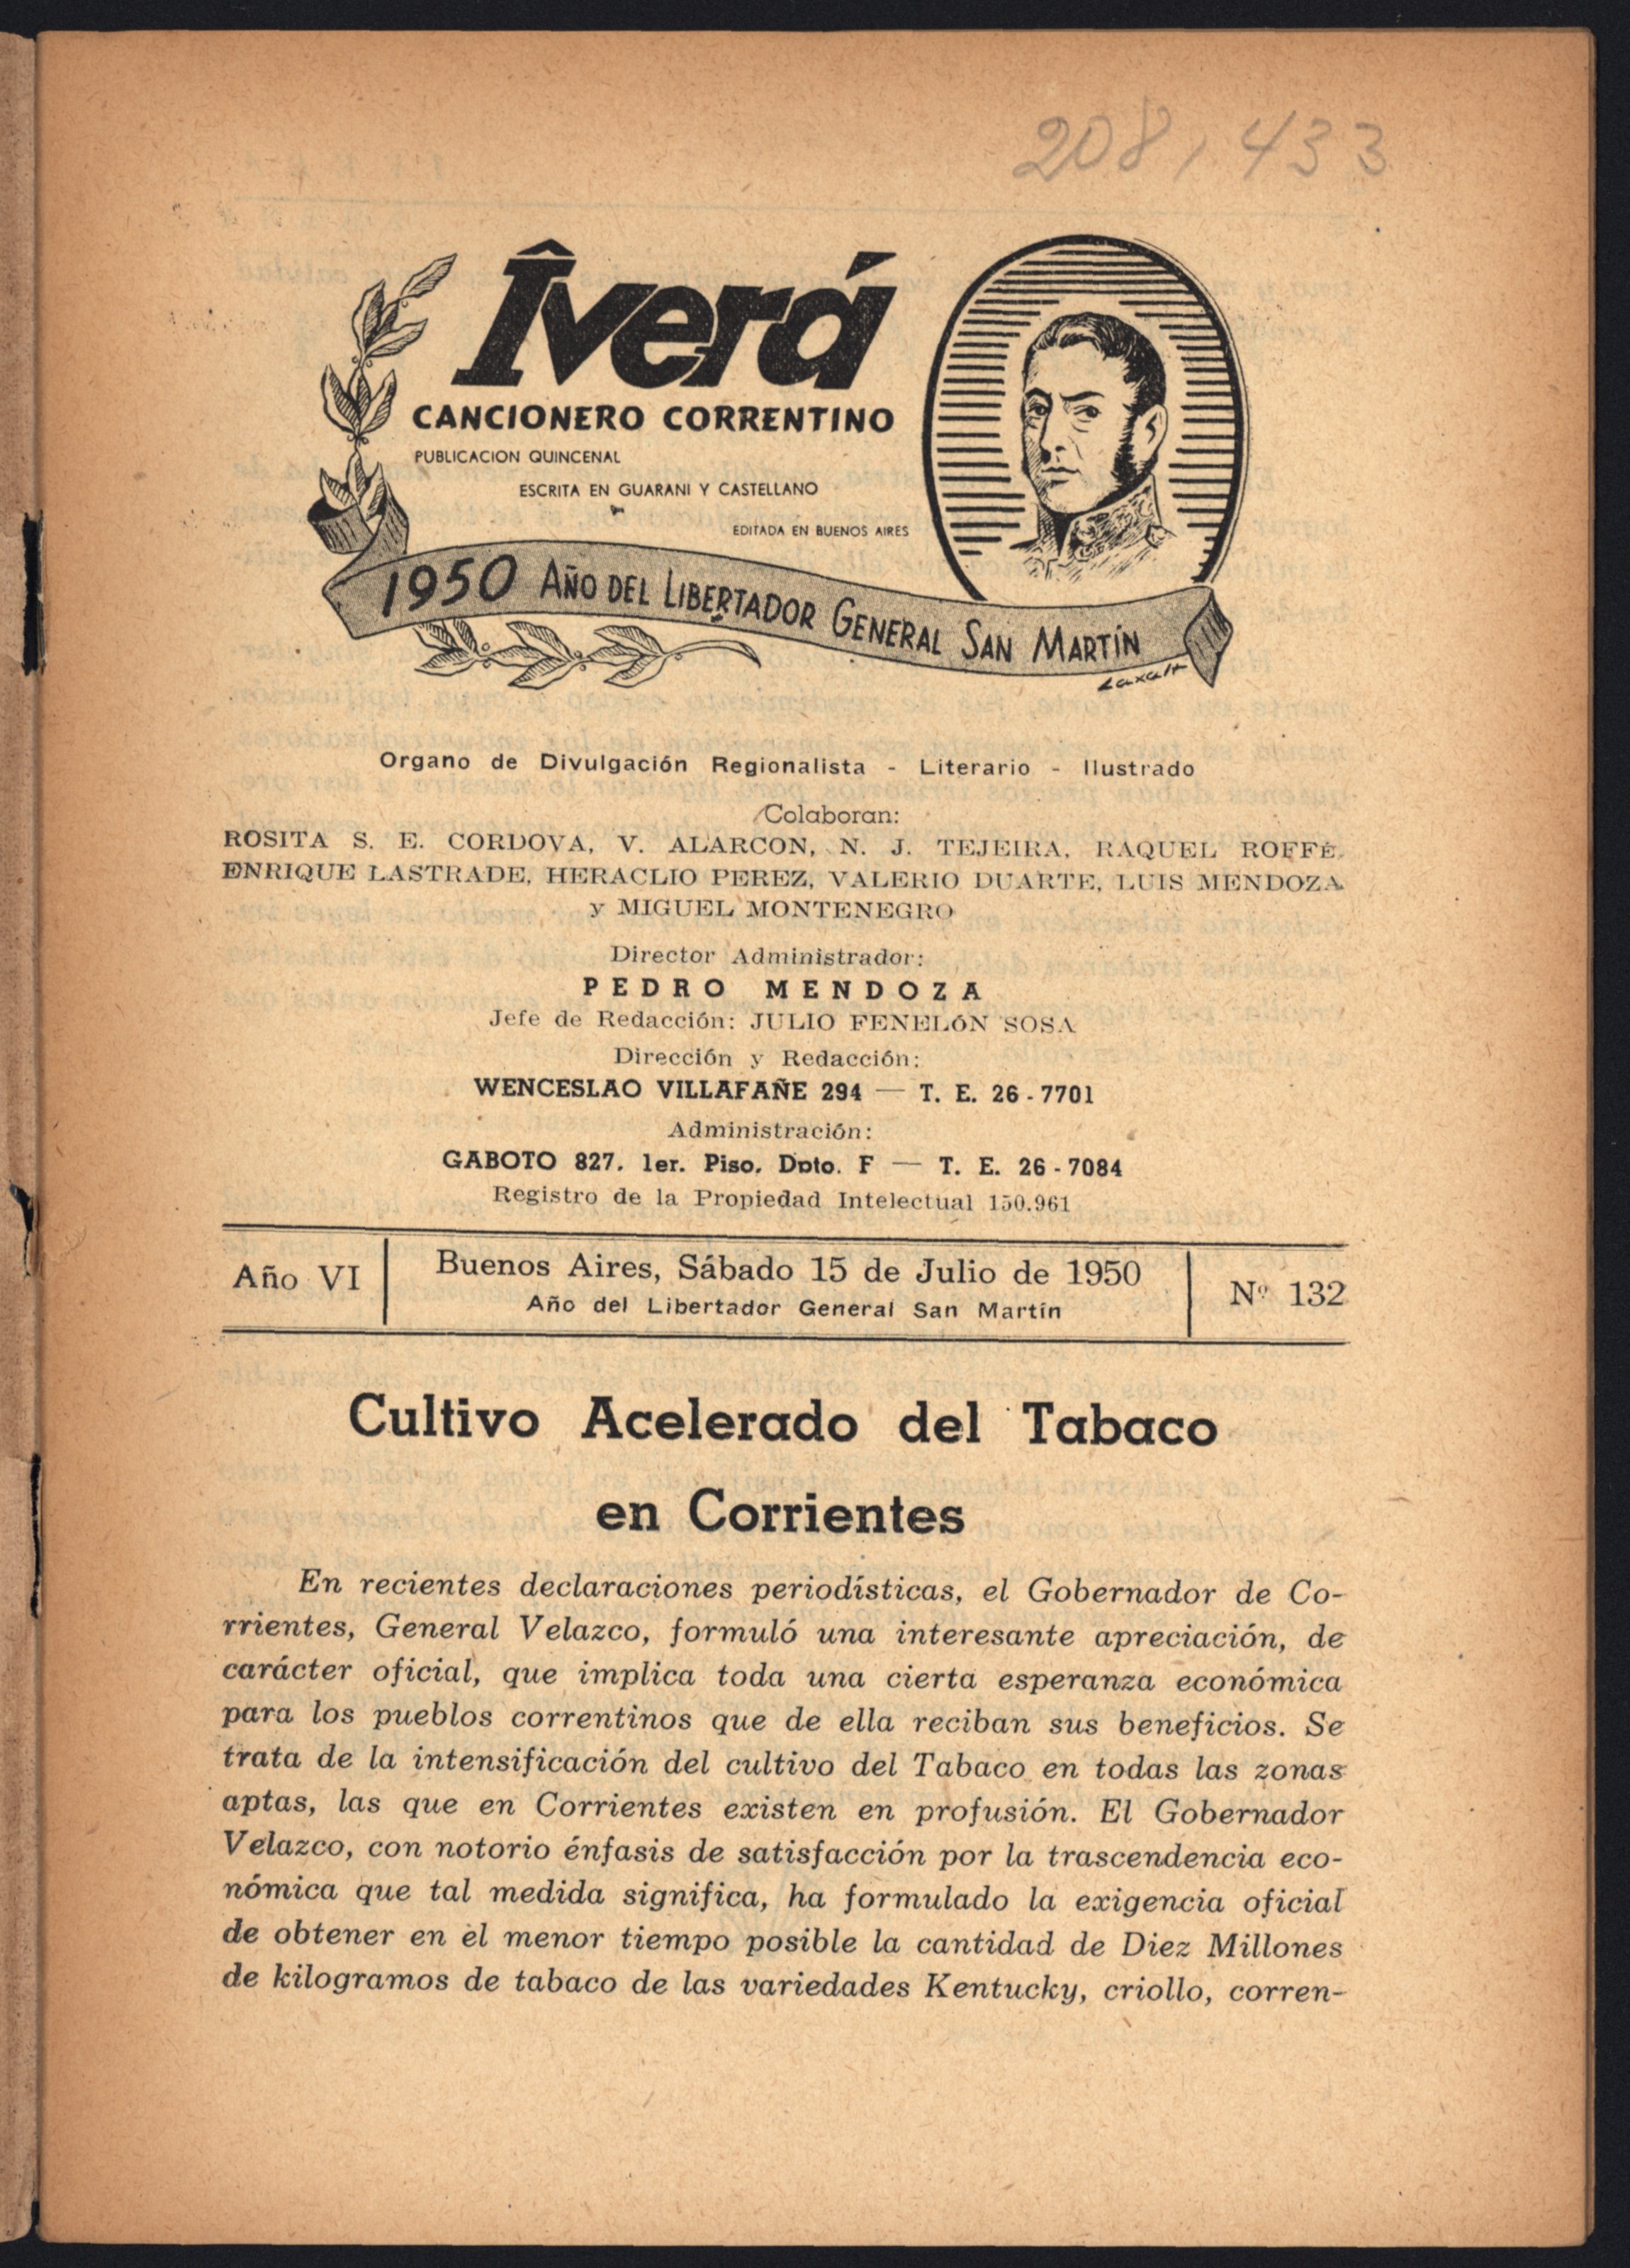 208,433
Îverá
CANCIONERO CORRENTINO
PUBLICACION QUINCENAL
ESCRITA EN GUARANI Y CASTELLANO
EDITADA EN BUENOS AIRES
1950 AÑO DEL LIBERTADOR GENERAL SAN MARTÍN
Laxalt
Organo de Divulgación Regionalista - Literario - Ilustrado
Colaboran:
ROSITA S. E. CORDOVA, V. ALARCON, N. J. TEJEIRA, RAQUEL ROFFÉ,
ENRIQUE LASTRADE, HERACLIO PEREZ, VALERIO DUARTE, LUIS MENDOZA
y MIGUEL MONTENEGRO
Director Administrador:
PEDRO MENDOZA
Jefe de Redacción: JULIO FENELÓN SOSA
Dirección y Redacción:
WENCESLAO VILLAFAÑE 294 — T. E. 26-7701
Administración:
GABOTO 827. 1er. Piso. Dpto. F — T. E. 26-7084
Registro de la Propiedad Intelectual 150.961
Año VI
Buenos Aires, Sábado 15 de Julio de 1950
Año del Libertador General San Martín
Nº 132
Cultivo Acelerado del Tabaco
en Corrientes
En recientes declaraciones periodísticas, el Gobernador de Co-
rrientes, General Velazco, formuló una interesante apreciación, de
carácter oficial, que implica toda una cierta esperanza económica
para los pueblos correntinos que de ella reciban sus beneficios. Se
trata de la intensificación del cultivo del Tabaco en todas las zonas
aptas, las que en Corrientes existen en profusión. El Gobernador
Velazco, con notorio énfasis de satisfacción por la trascendencia eco-
nómica que tal medida significa, ha formulado la exigencia oficial
de obtener en el menor tiempo posible la cantidad de Diez Millones
de kilogramos de tabaco de las variedades Kentucky, criollo, corren-